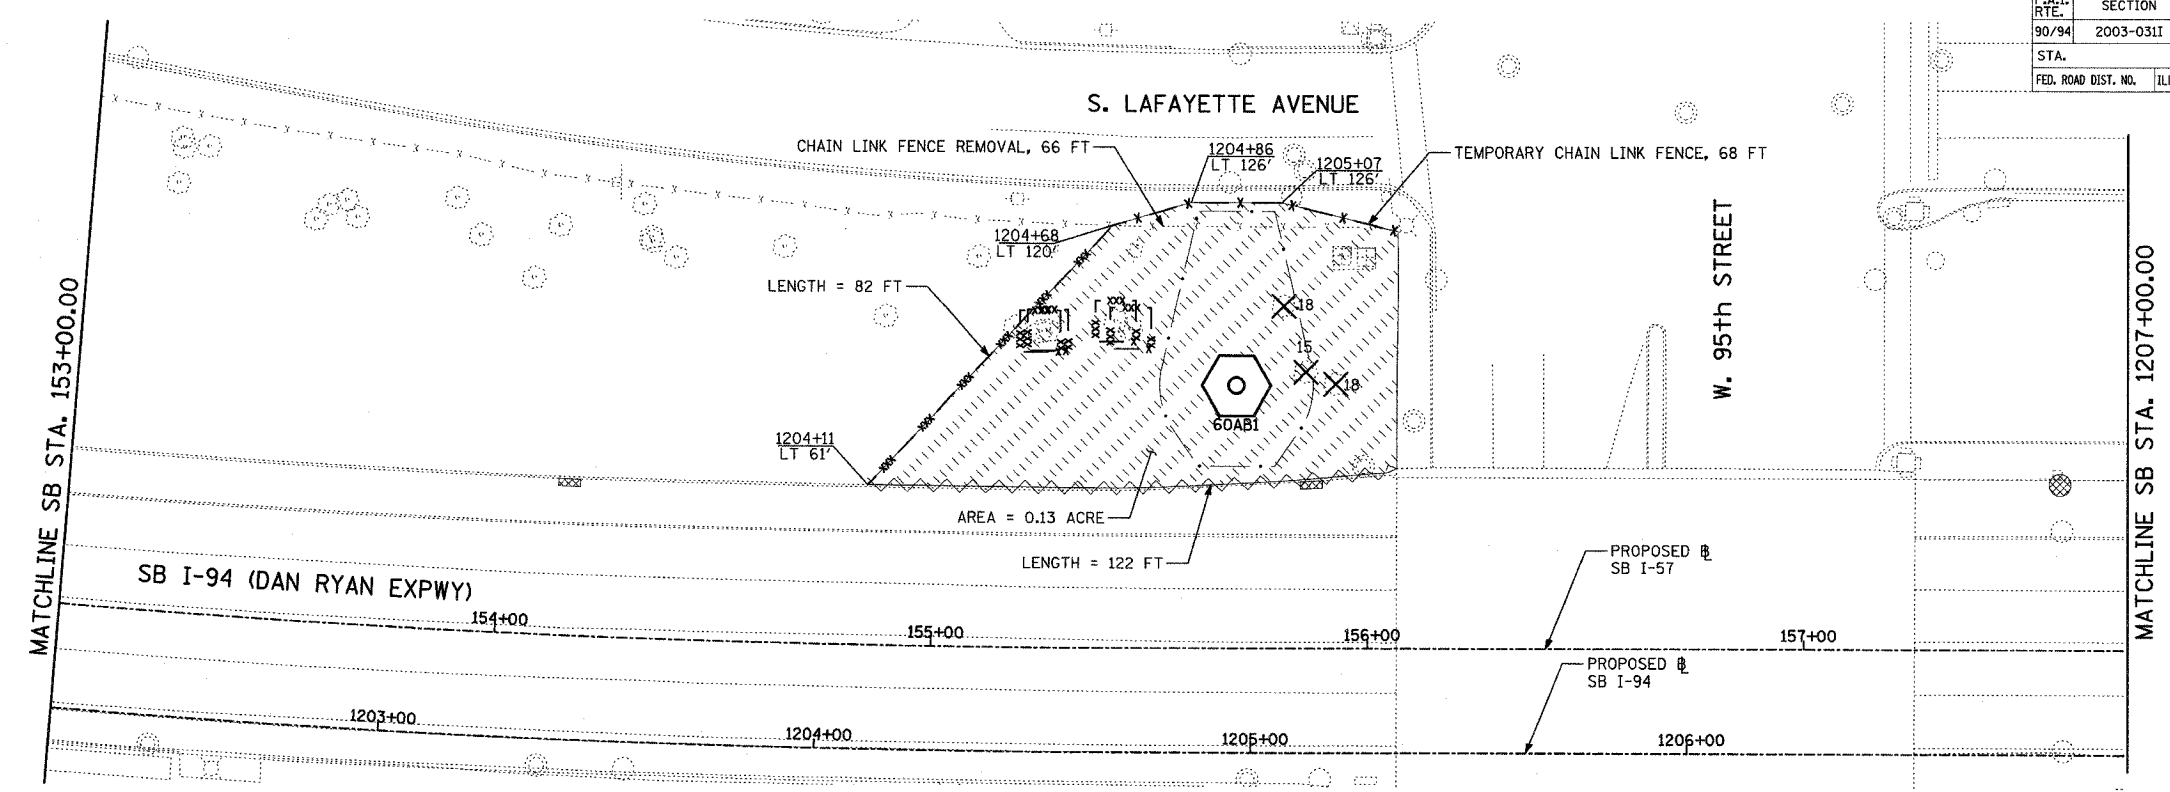 F.A.I. RTE.
SECTION
90/94
2003-031I
STA.
FED. ROAD DIST. NO.
S. LAFAYETTE AVENUE
CHAIN LINK FENCE REMOVAL, 66 FT
1204+86
LT 126'
1205+07
LT 126'
TEMPORARY CHAIN LINK FENCE, 68 FT
1204+68
LT 120'
LENGTH = 82 FT
18
15
18
60AB1
W. 95th STREET
1204+11
LT 61'
AREA = 0.13 ACRE
LENGTH = 122 FT
MATCHLINE SB STA. 153+00.00
MATCHLINE SB STA. 1207+00.00
SB I-94 (DAN RYAN EXPWY)
PROPOSED BL
SB I-57
154+00
155+00
156+00
157+00
PROPOSED BL
SB I-94
1203+00
1204+00
1205+00
1206+00